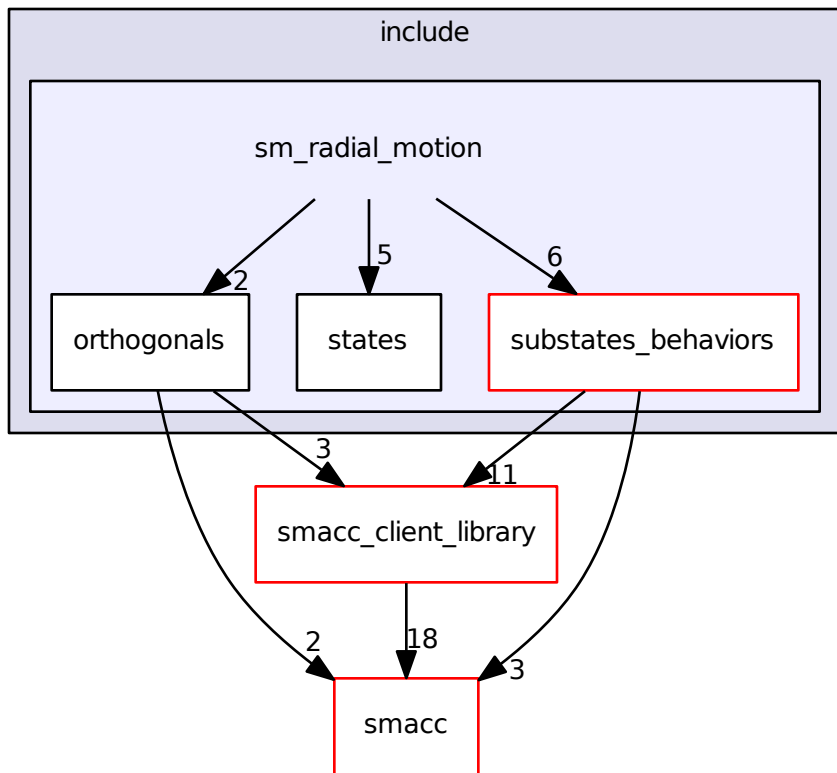 include
sm_radial_motion
2
5
6
orthogonals
states
substates_behaviors
3
11
smacc_client_library
2
18
3
smacc